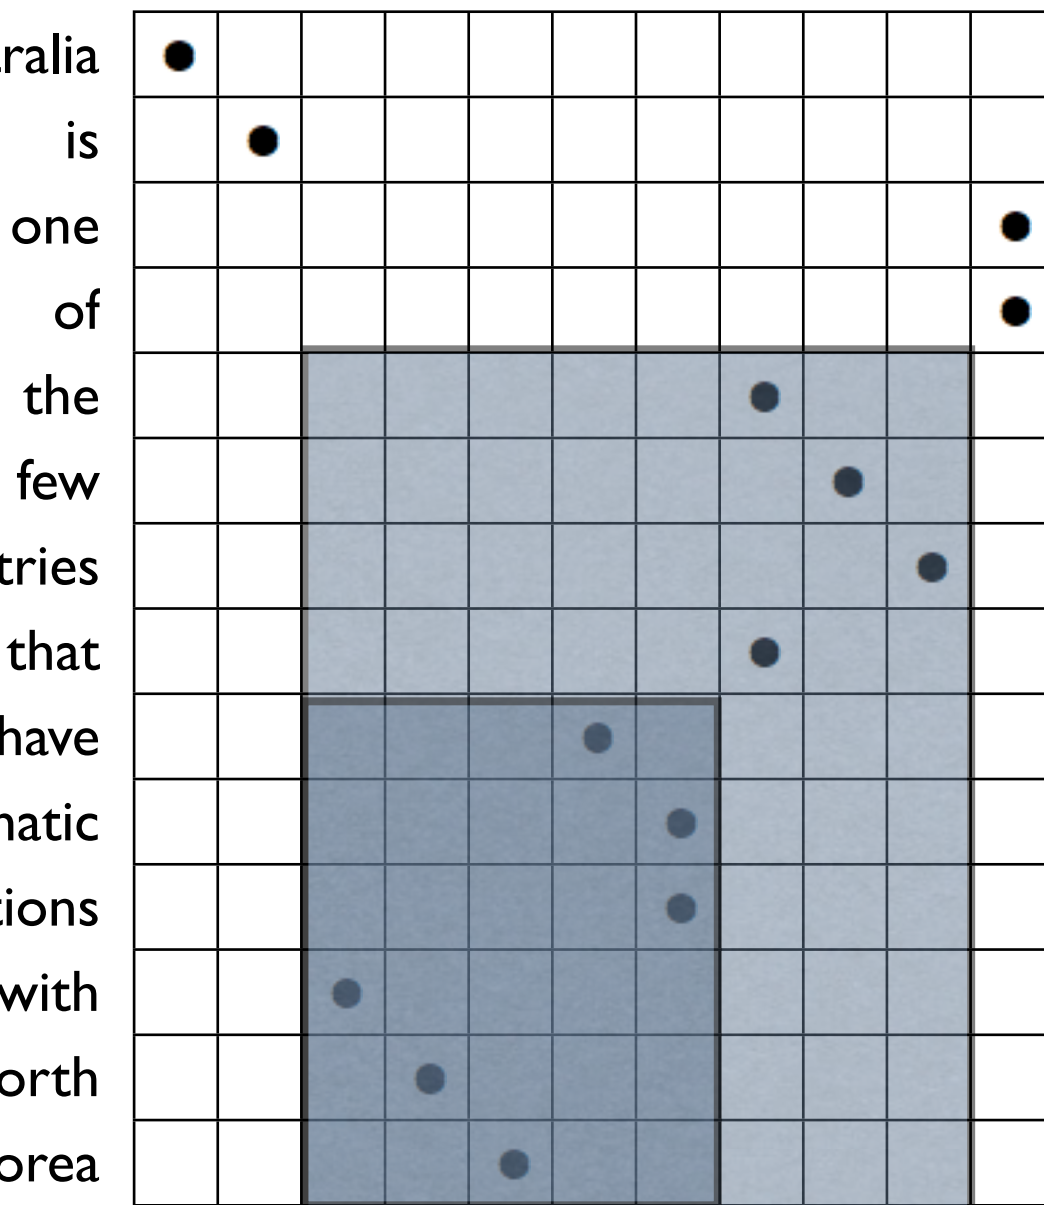 ralia
is
one
of
the
few
tries
that
have
natic
tions
with
orth
orea